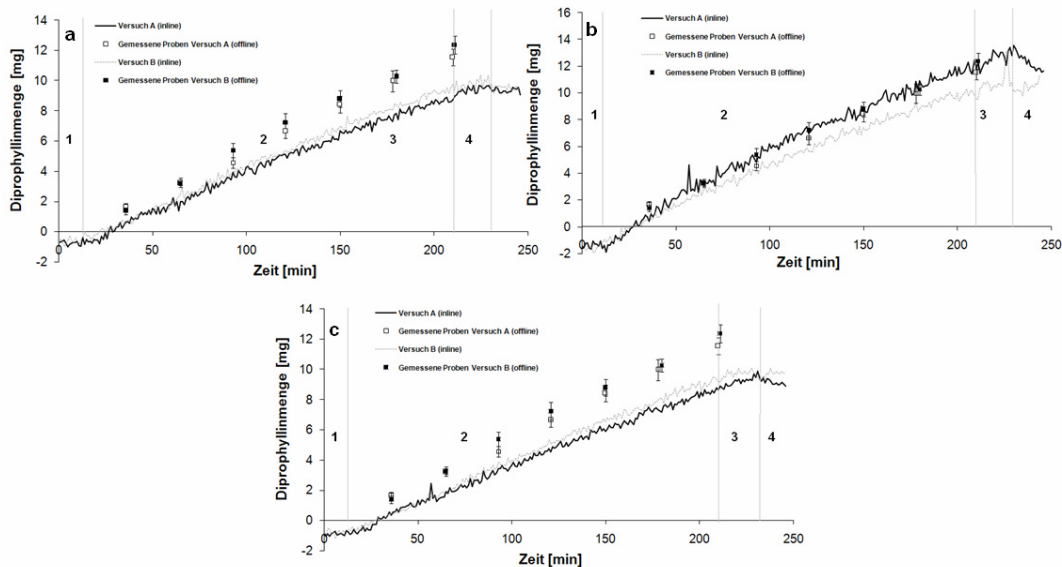 a
Diprophyllinmenge [mg]
14
12
10
8
6
4
2
0
-2
Versuch A (inline)
Gemessene Proben Versuch A (offline)
Versuch B (inline)
Gemessene Proben Versuch B (offline)
1
2
3
4
0
50
100
150
200
250
Zeit [min]
b
Diprophyllinmenge [mg]
16
14
12
10
8
6
4
2
0
-2
Versuch A (inline)
Gemessene Proben Versuch A (offline)
Versuch B (inline)
Gemessene Proben Versuch B (offline)
1
2
3
4
0
50
100
150
200
250
Zeit [min]
c
Diprophyllinmenge [mg]
14
12
10
8
6
4
2
0
-2
Versuch A (inline)
Gemessene Proben Versuch A (offline)
Versuch B (inline)
Gemessene Proben Versuch B (offline)
1
2
3
4
0
50
100
150
200
250
Zeit [min]